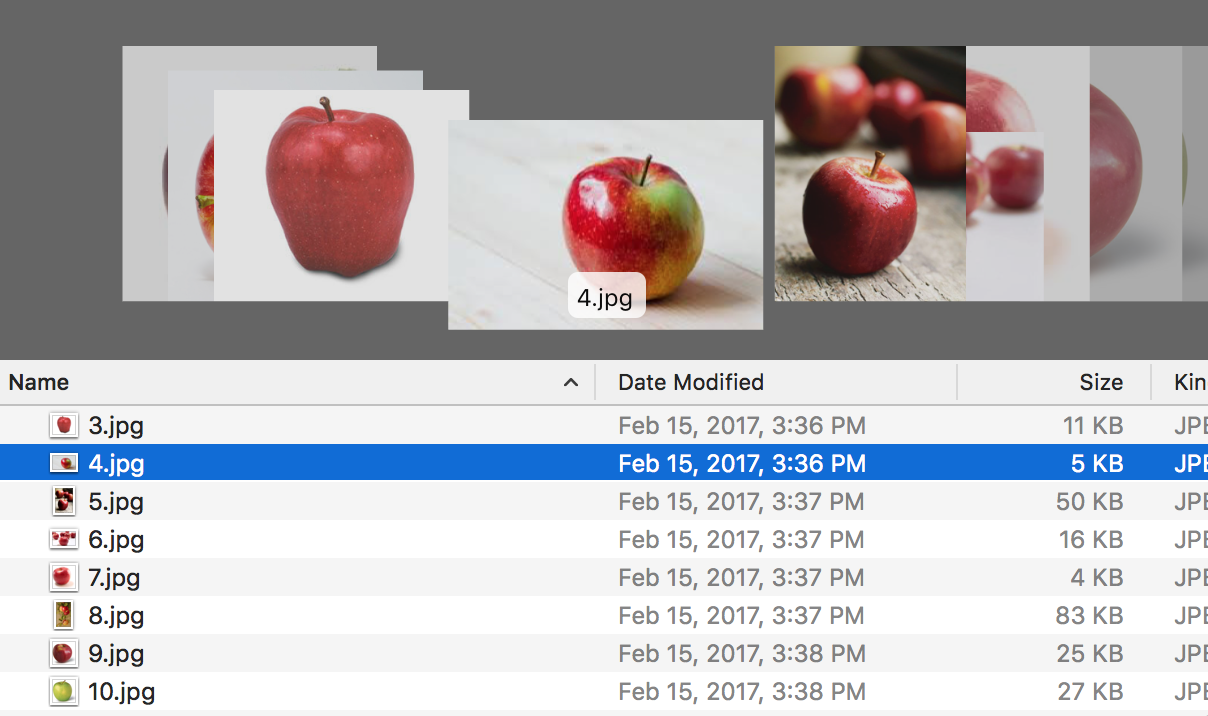 4.jpg
Name Date Modified Size Kin
3.jpg Feb 15, 2017, 3:36 PM 11 KB JPE
4.jpg Feb 15, 2017, 3:36 PM 5 KB JPE
5.jpg Feb 15, 2017, 3:37 PM 50 KB JPE
6.jpg Feb 15, 2017, 3:37 PM 16 KB JPE
7.jpg Feb 15, 2017, 3:37 PM 4 KB JPE
8.jpg Feb 15, 2017, 3:37 PM 83 KB JPE
9.jpg Feb 15, 2017, 3:38 PM 25 KB JPE
10.jpg Feb 15, 2017, 3:38 PM 27 KB JPE